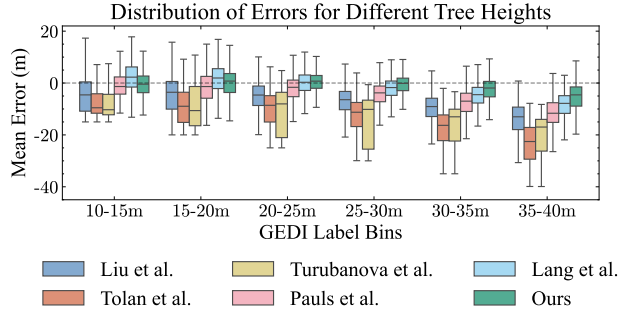 Distribution of Errors for Different Tree Heights
Mean Error (m)
20
0
-20
-40
10-15m 15-20m 20-25m 25-30m 30-35m 35-40m
GEDI Label Bins
Liu et al. Turubanova et al. Lang et al.
Tolan et al. Pauls et al. Ours